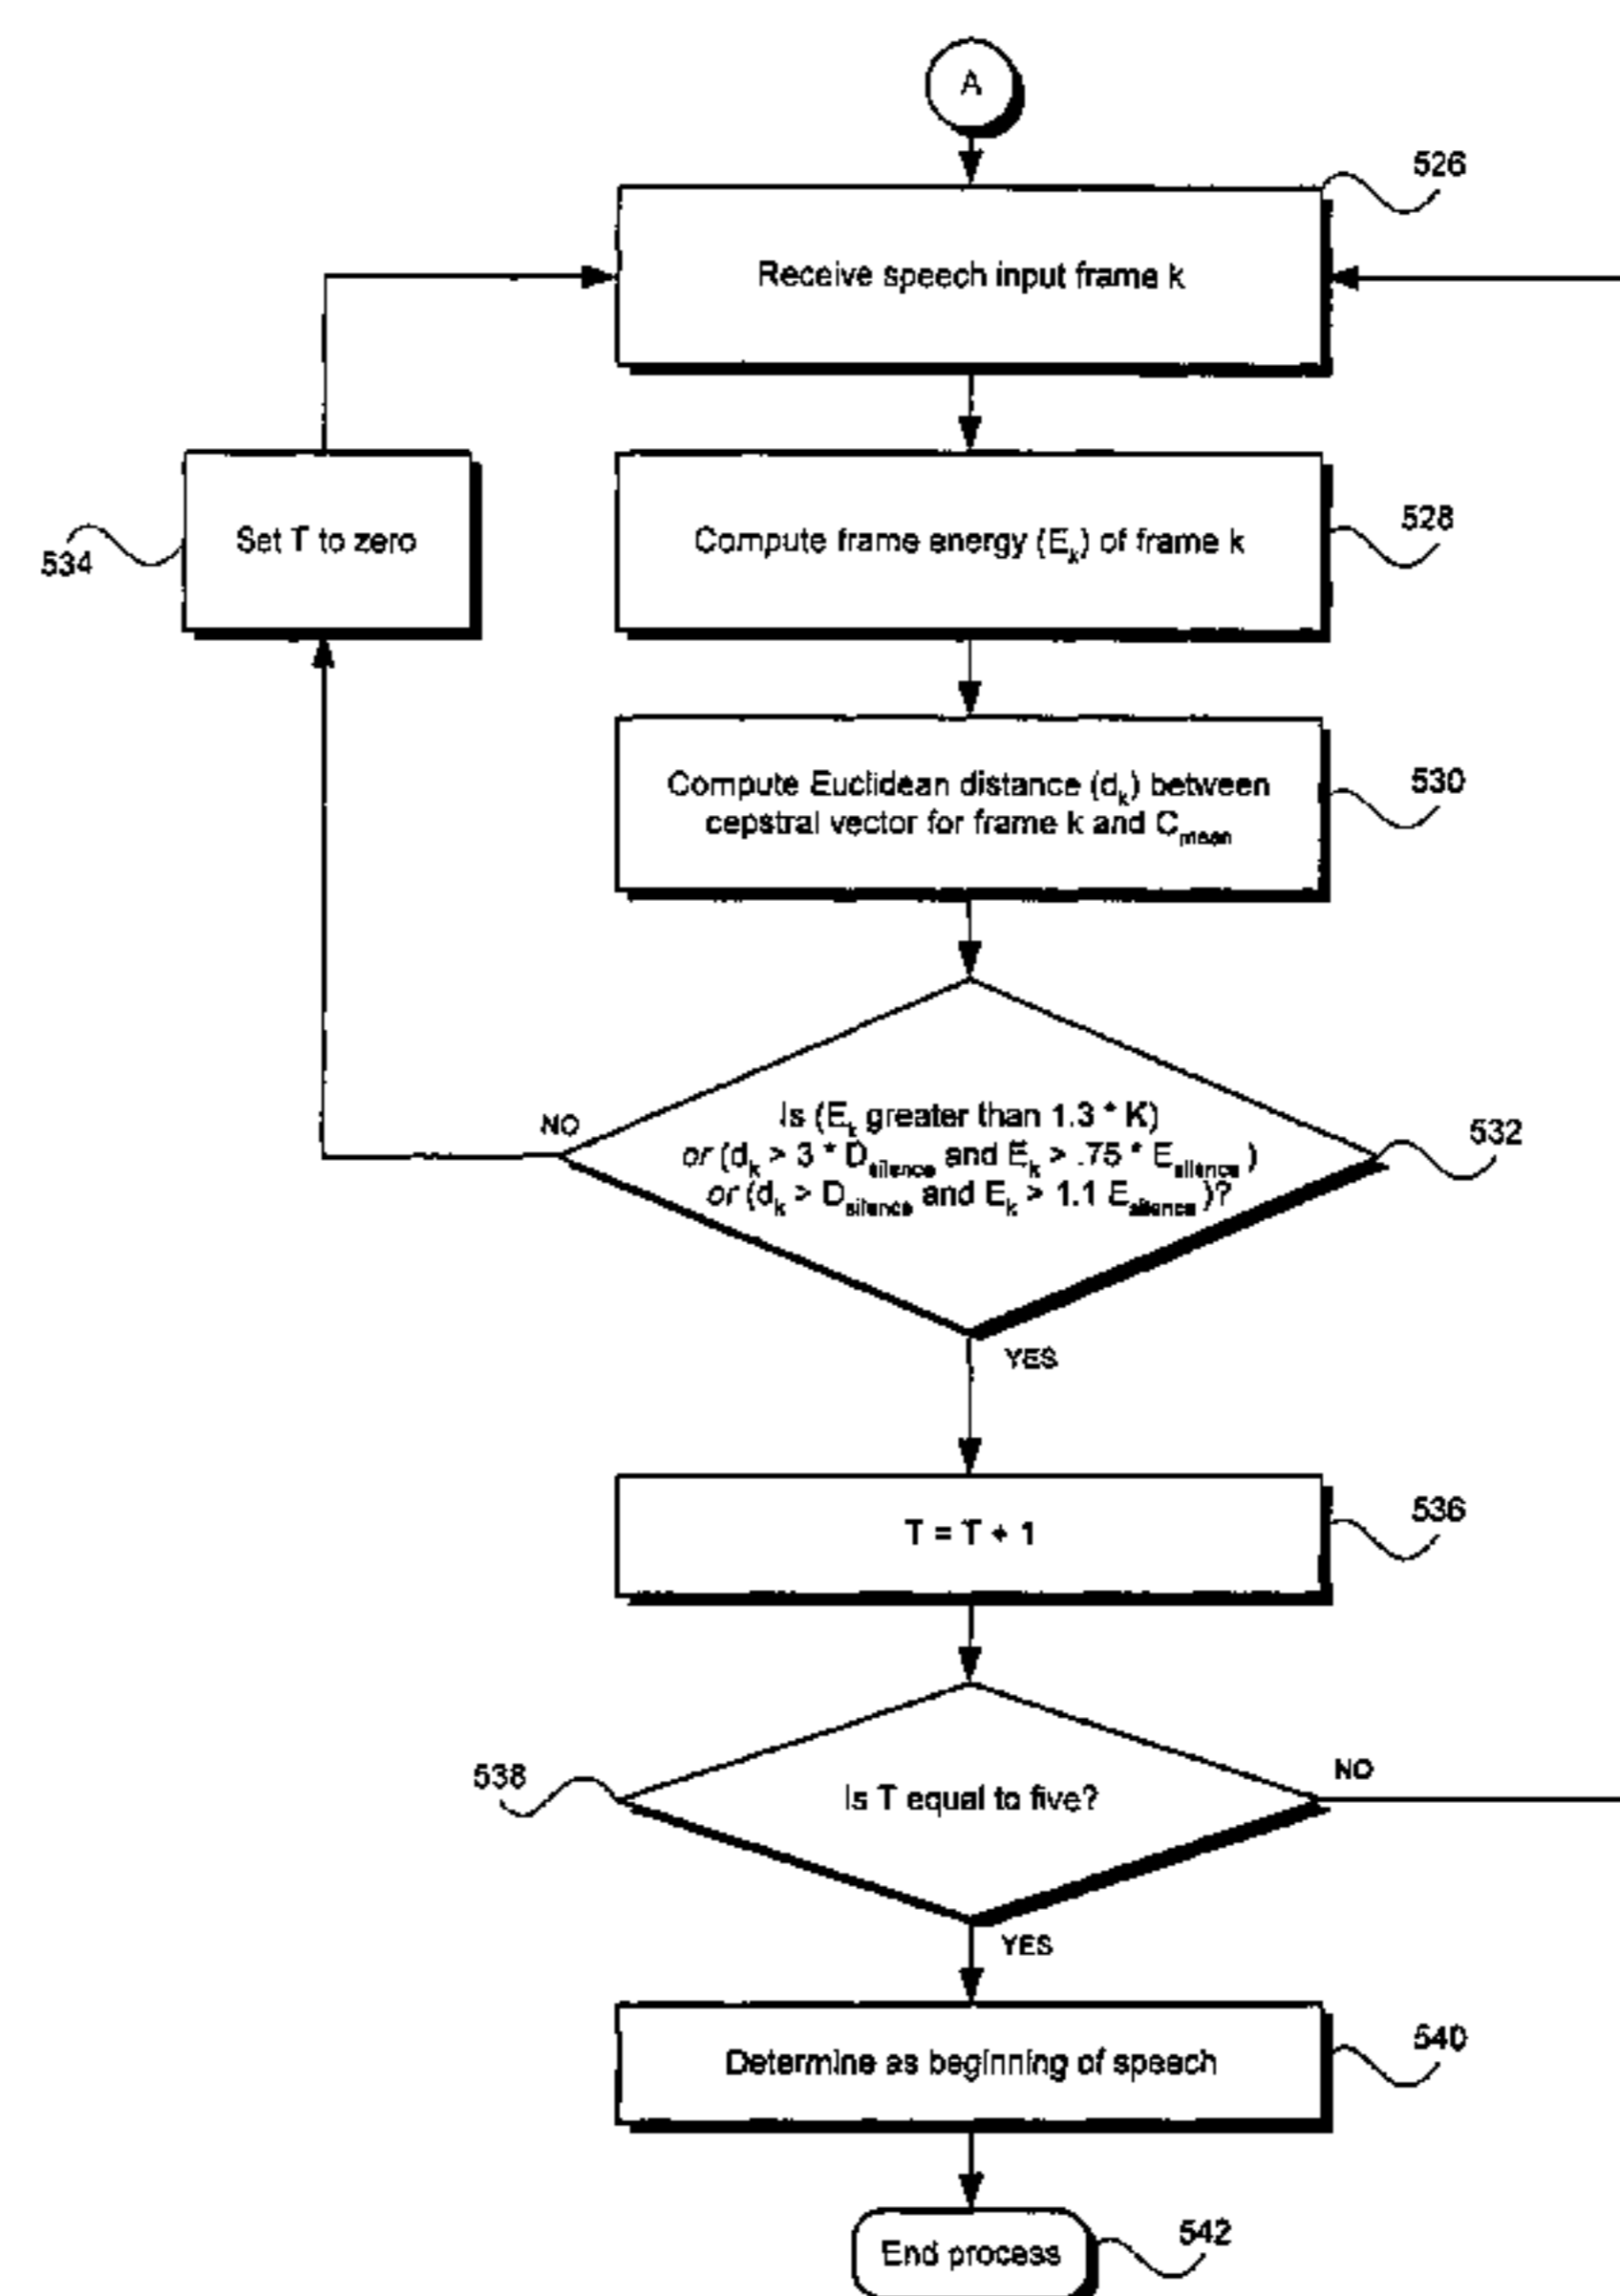 A
526
Receive speech input frame k
534
Set T to zero
528
Compute frame energy (Ek) of frame k
530
Compute Euclidean distance (dk) between
cepstral vector for frame k and Cmean
NO
532
Is (Ek greater than 1.3 * K)
or (dk > 3 * Dsilence and Ek > .75 * Esilence )
or (dk > Dsilence and Ek > 1.1 Esilence )?
YES
536
T = T + 1
538
Is T equal to five?
NO
YES
540
Determine as beginning of speech
542
End process